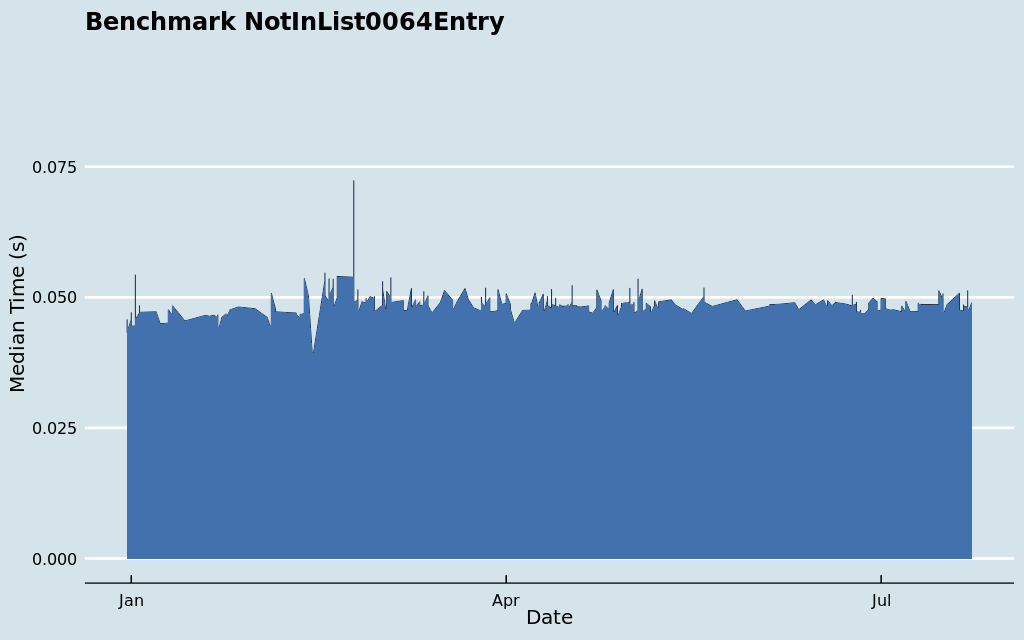 Benchmark NotInList0064Entry
Median Time (s)
0.075
0.050
0.025
0.000
Jan
Apr
Jul
Date